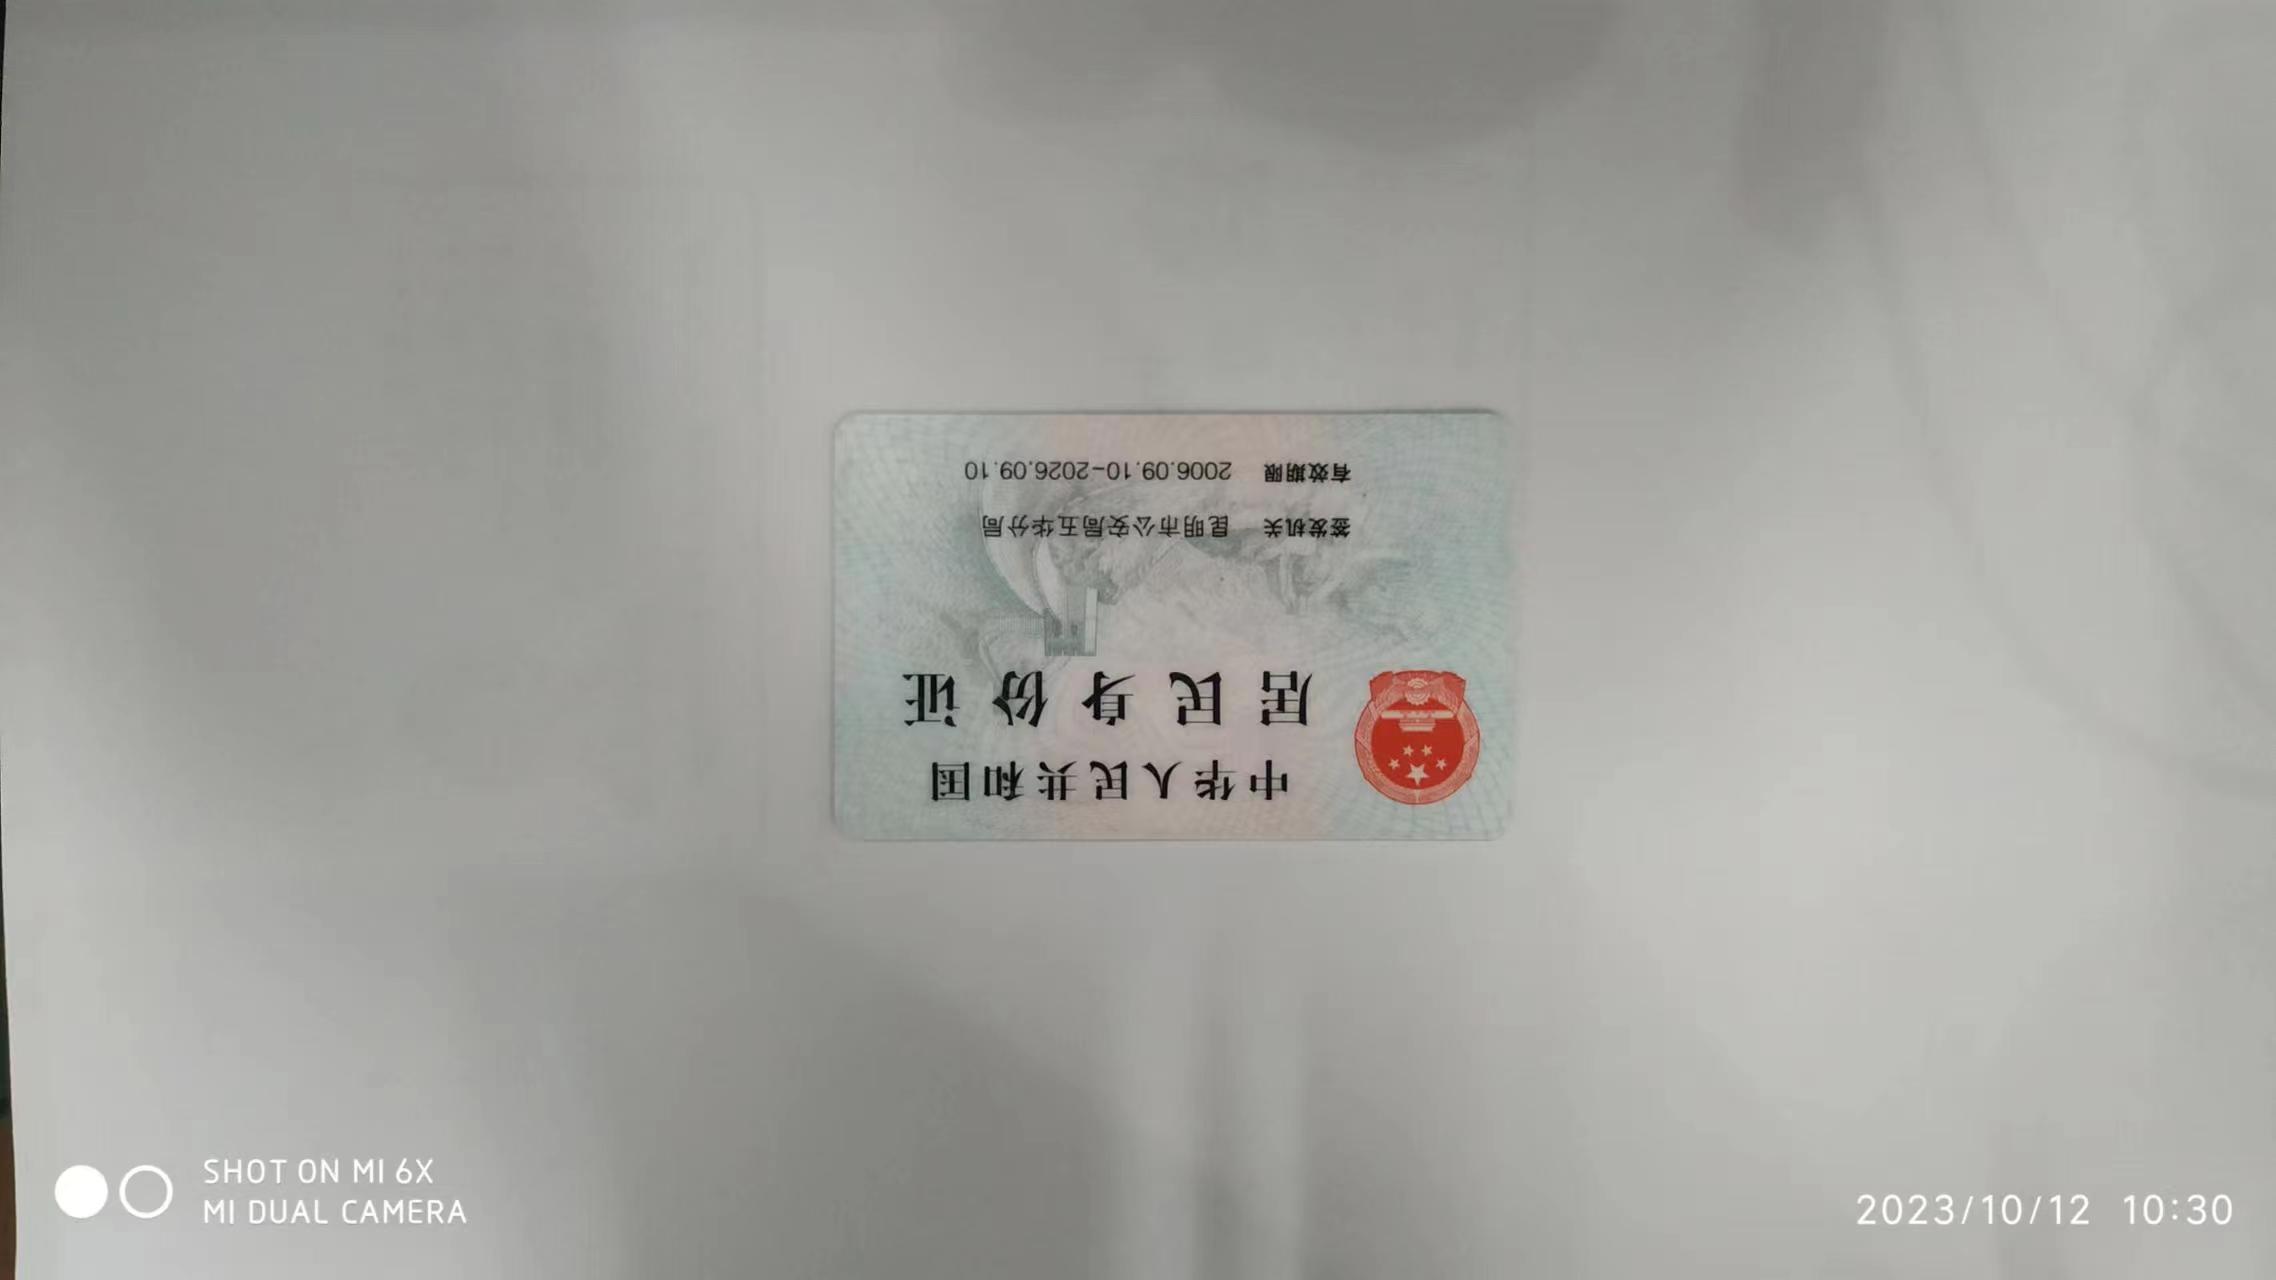 中华人民共和国
居民身份证
签发机关 昆明市公安局五华分局
有效期限 2006.09.10-2026.09.10
SHOT ON MI 6X
MI DUAL CAMERA
2023/10/12 10:30